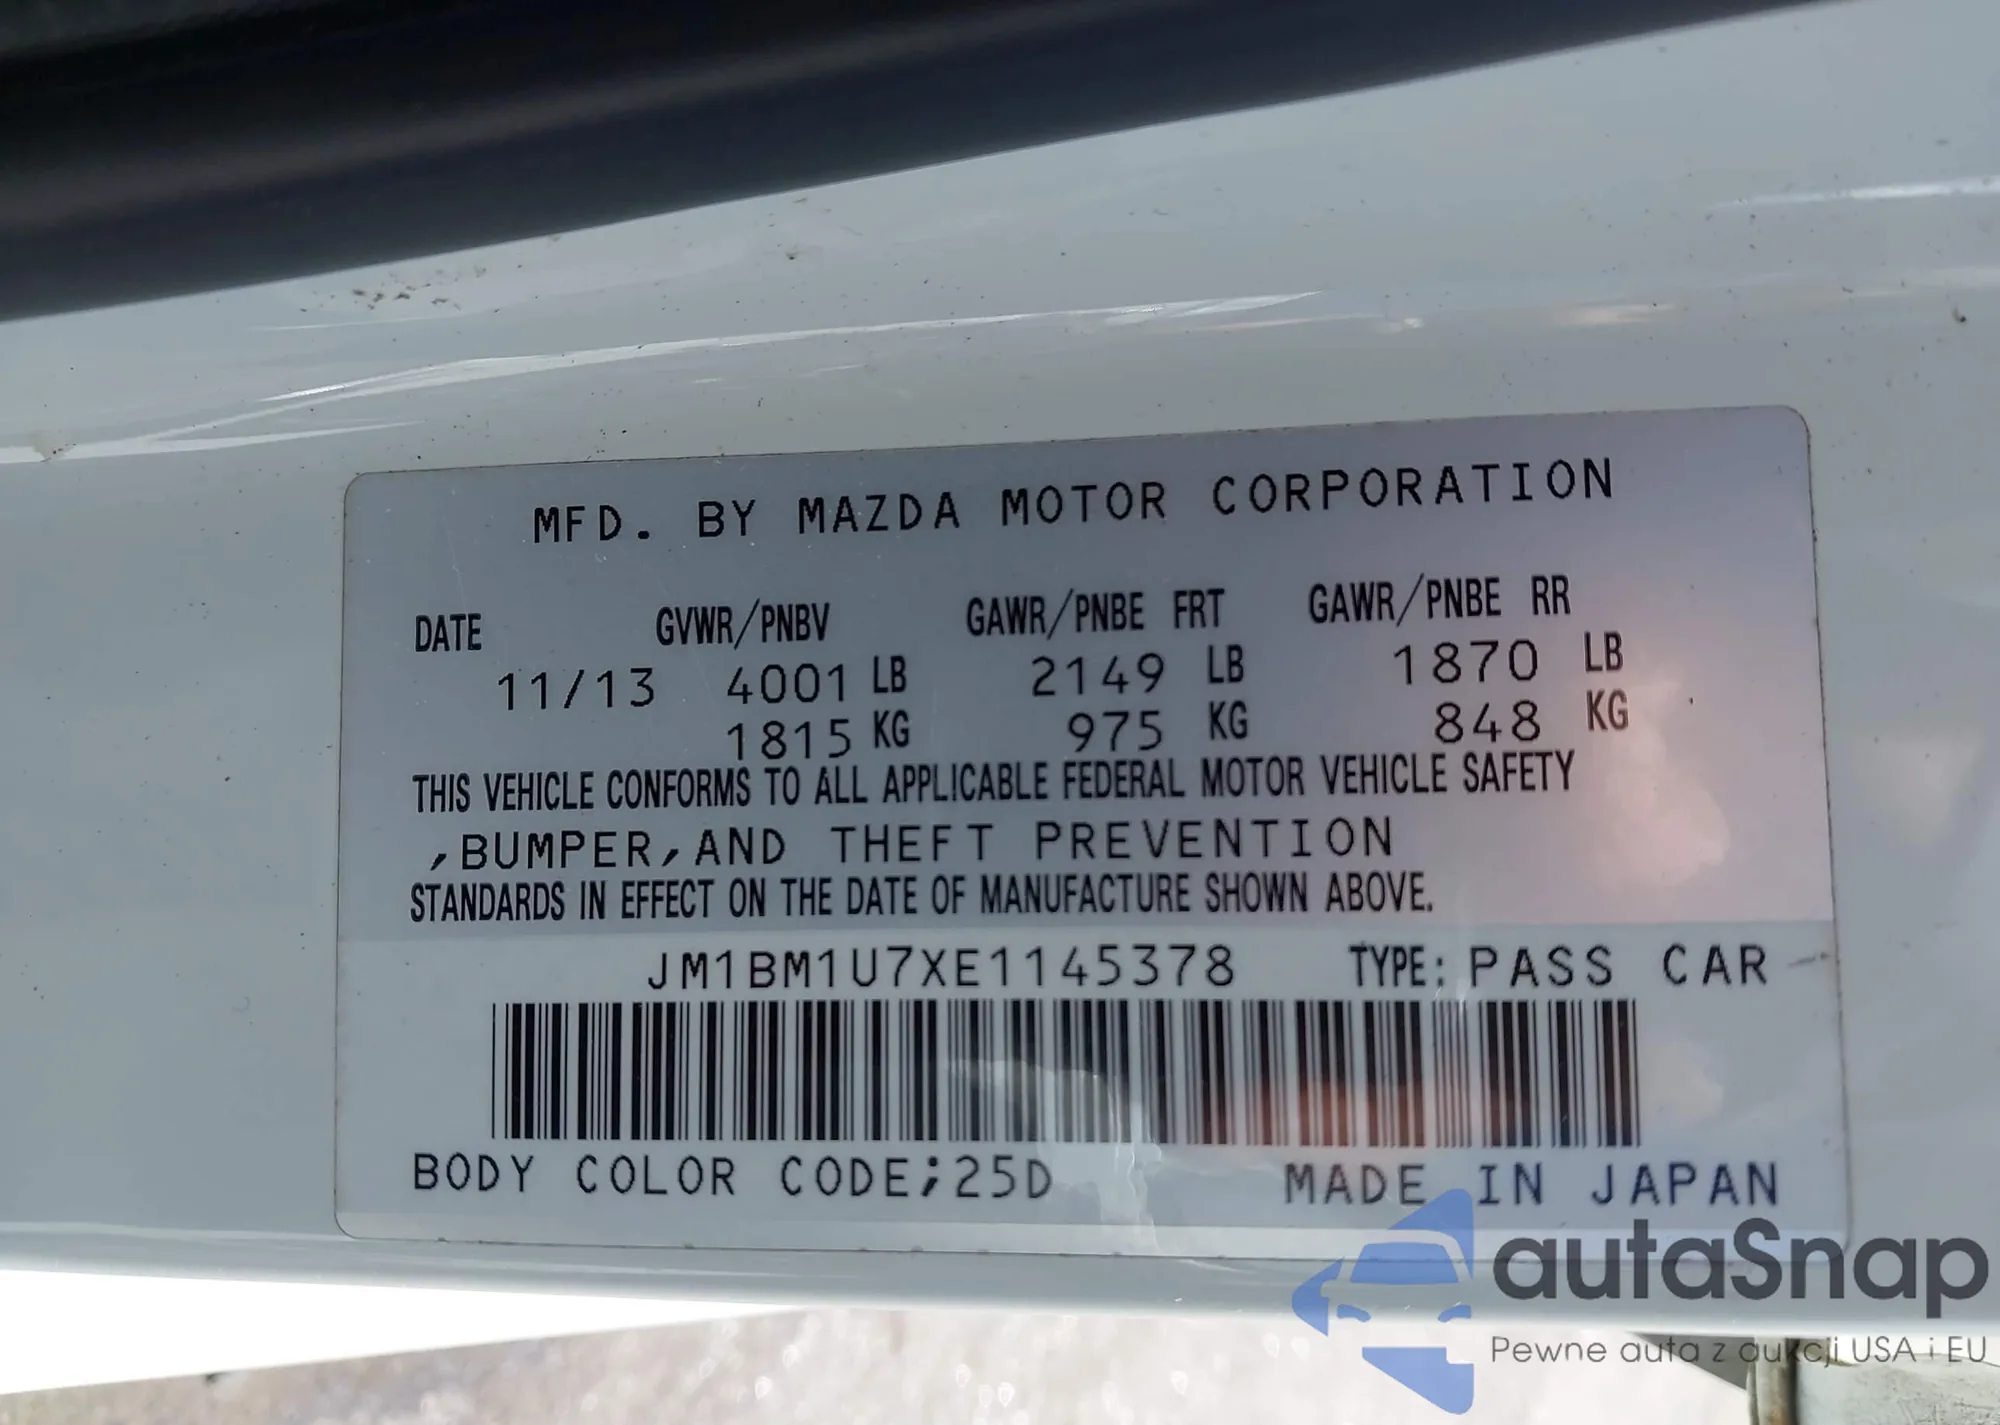 MFD. BY MAZDA MOTOR CORPORATION
DATE GVWR/PNBV GAWR/PNBE FRT GAWR/PNBE RR
11/13 4001 LB 2149 LB 1870 LB
1815 KG 975 KG 848 KG
THIS VEHICLE CONFORMS TO ALL APPLICABLE FEDERAL MOTOR VEHICLE SAFETY
,BUMPER,AND THEFT PREVENTION
STANDARDS IN EFFECT ON THE DATE OF MANUFACTURE SHOWN ABOVE.
JM1BM1U7XE1145378 TYPE: PASS CAR
BODY COLOR CODE;25D MADE IN JAPAN
autaSnap
Pewne auta z aukcji USA i EU